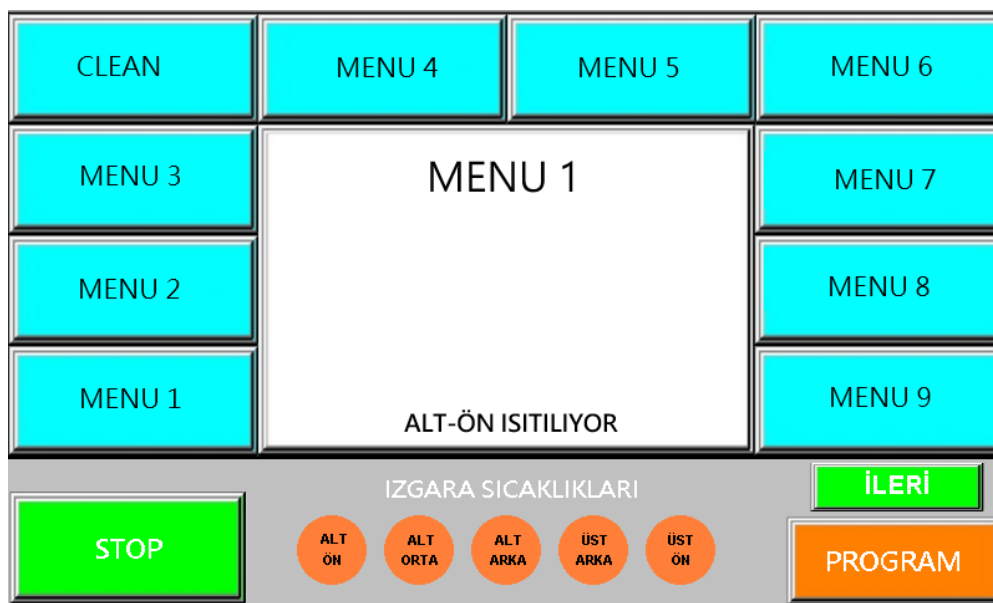 CLEAN
MENU 4
MENU 5
MENU 6
MENU 3
MENU 1
MENU 7
MENU 2
MENU 8
MENU 1
ALT-ÖN ISITILIYOR
MENU 9
IZGARA SICAKLIKLARI
İLERİ
STOP
ALT
ÖN
ALT
ORTA
ALT
ARKA
ÜST
ARKA
ÜST
ÖN
PROGRAM